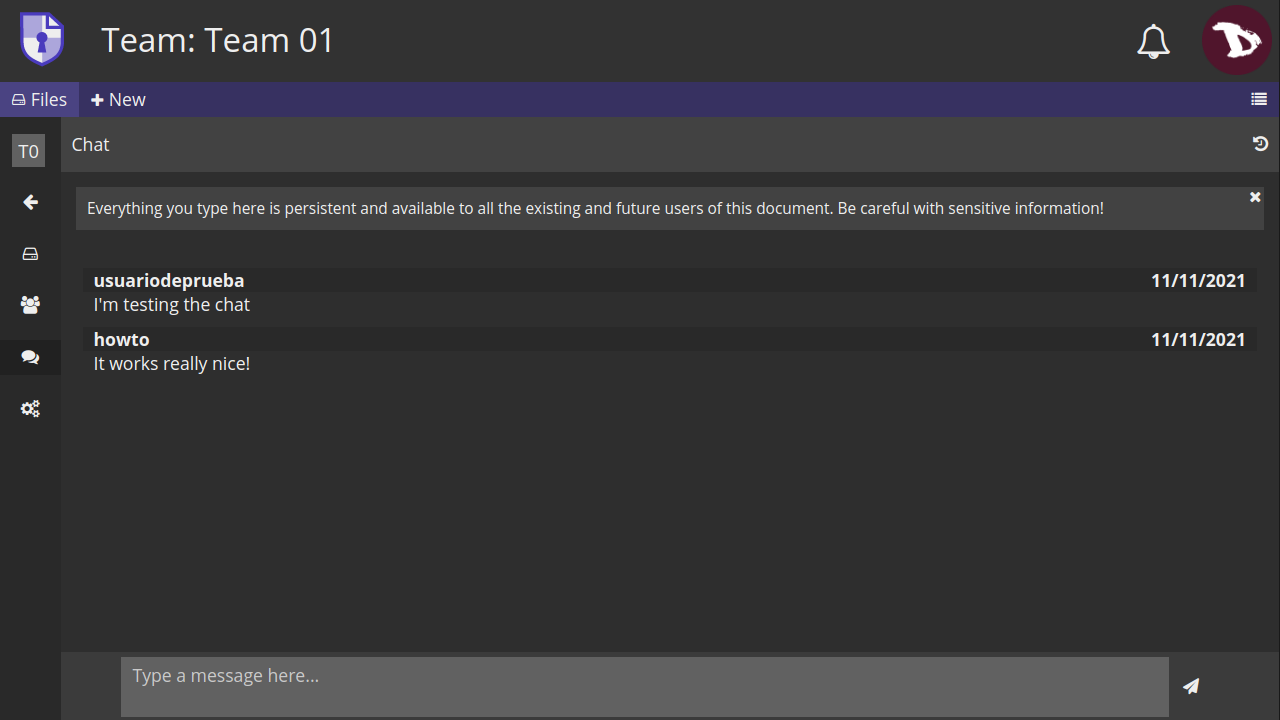 Team: Team 01
Files
New
T0
Chat
Everything you type here is persistent and available to all the existing and future users of this document. Be careful with sensitive information!
usuariodeprueba 11/11/2021
I'm testing the chat
howto 11/11/2021
It works really nice!
Type a message here...